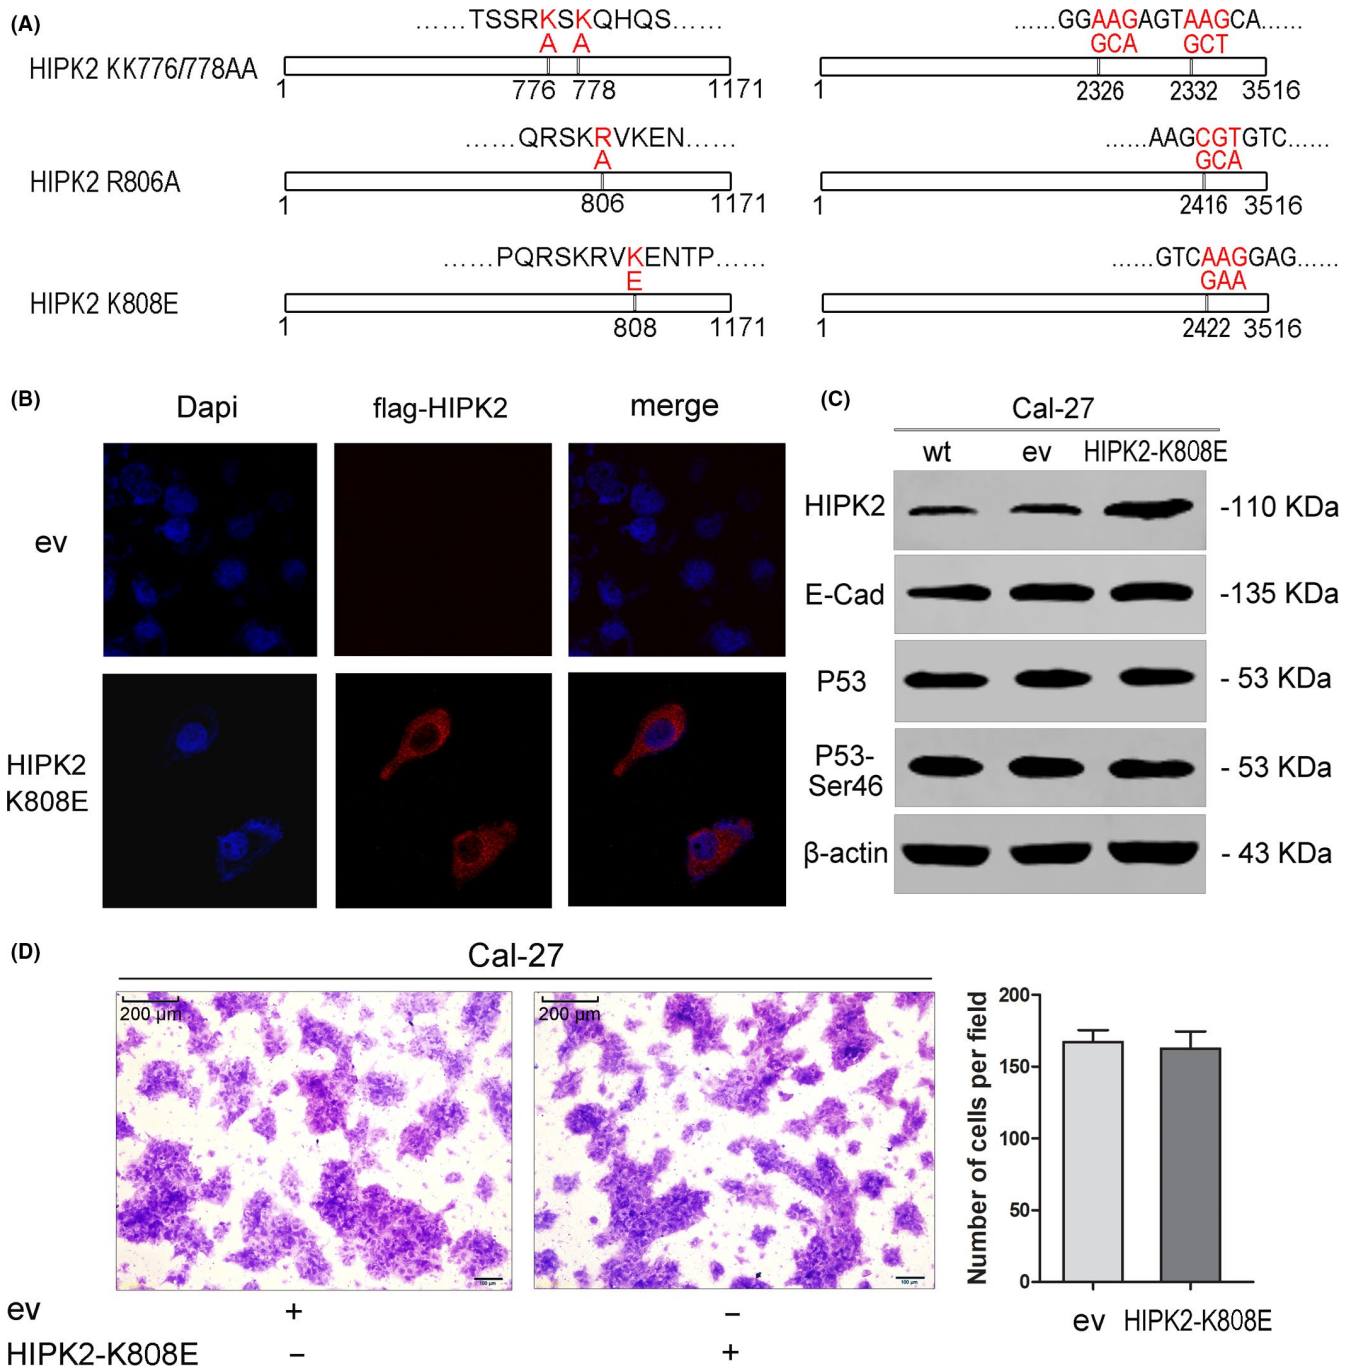 (A)
……TSSRKSKQHQS……
A A
HIPK2 KK776/778AA
1 776 778 1171
……GGAAGAGTAAGCA……
GCA GCT
1 2326 2332 3516
……QRSKRVKEN……
A
HIPK2 R806A
1 806 1171
……AAGCGTGTC……
GCA
1 2416 3516
……PQRSKRVKENTP……
E
HIPK2 K808E
1 808 1171
……GTCAAGGAG……
GAA
1 2422 3516
(B)
Dapi flag-HIPK2 merge
ev
HIPK2
K808E
(C)
Cal-27
wt ev HIPK2-K808E
HIPK2 -110 KDa
E-Cad -135 KDa
P53 - 53 KDa
P53-
Ser46 - 53 KDa
β-actin - 43 KDa
(D)
Cal-27
200 μm 200 μm
100 μm 100 μm
ev + −
HIPK2-K808E − +
Number of cells per field
200
150
100
50
0
ev HIPK2-K808E